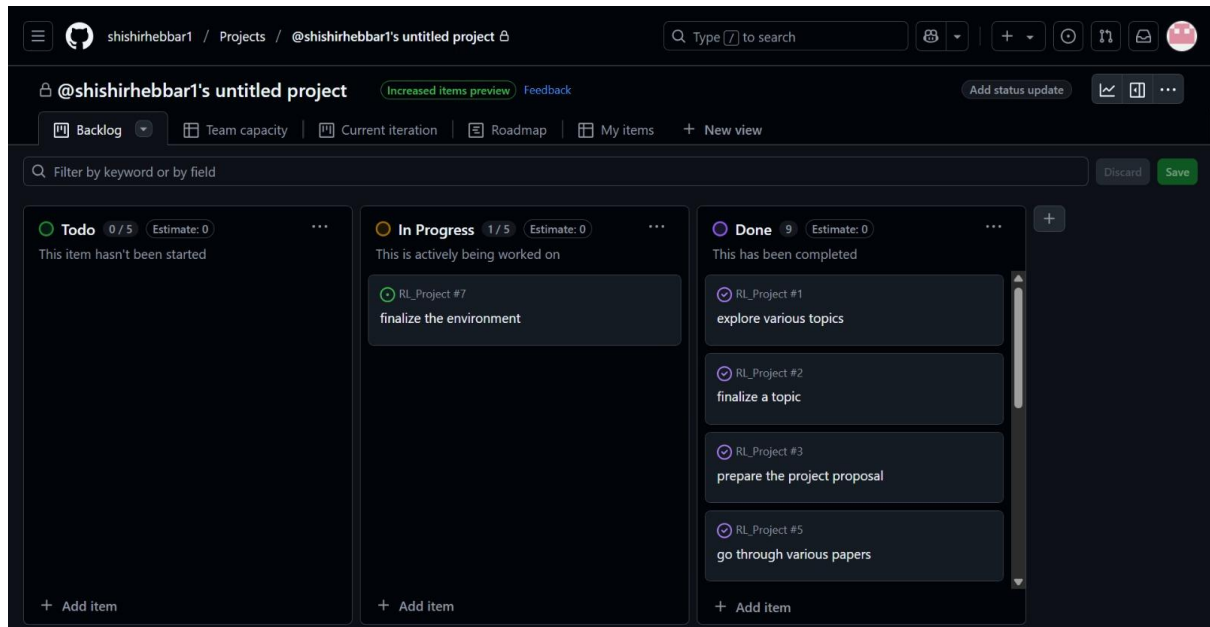 shishirhebbar1 / Projects / @shishirhebbar1's untitled project
Type / to search
@shishirhebbar1's untitled project
Increased items preview
Feedback
Add status update
Backlog
Team capacity
Current iteration
Roadmap
My items
+ New view
Filter by keyword or by field
Discard
Save
Todo 0 / 5 Estimate: 0
This item hasn't been started
+ Add item
In Progress 1 / 5 Estimate: 0
This is actively being worked on
RL_Project #7
finalize the environment
+ Add item
Done 9 Estimate: 0
This has been completed
RL_Project #1
explore various topics
RL_Project #2
finalize a topic
RL_Project #3
prepare the project proposal
RL_Project #5
go through various papers
+ Add item